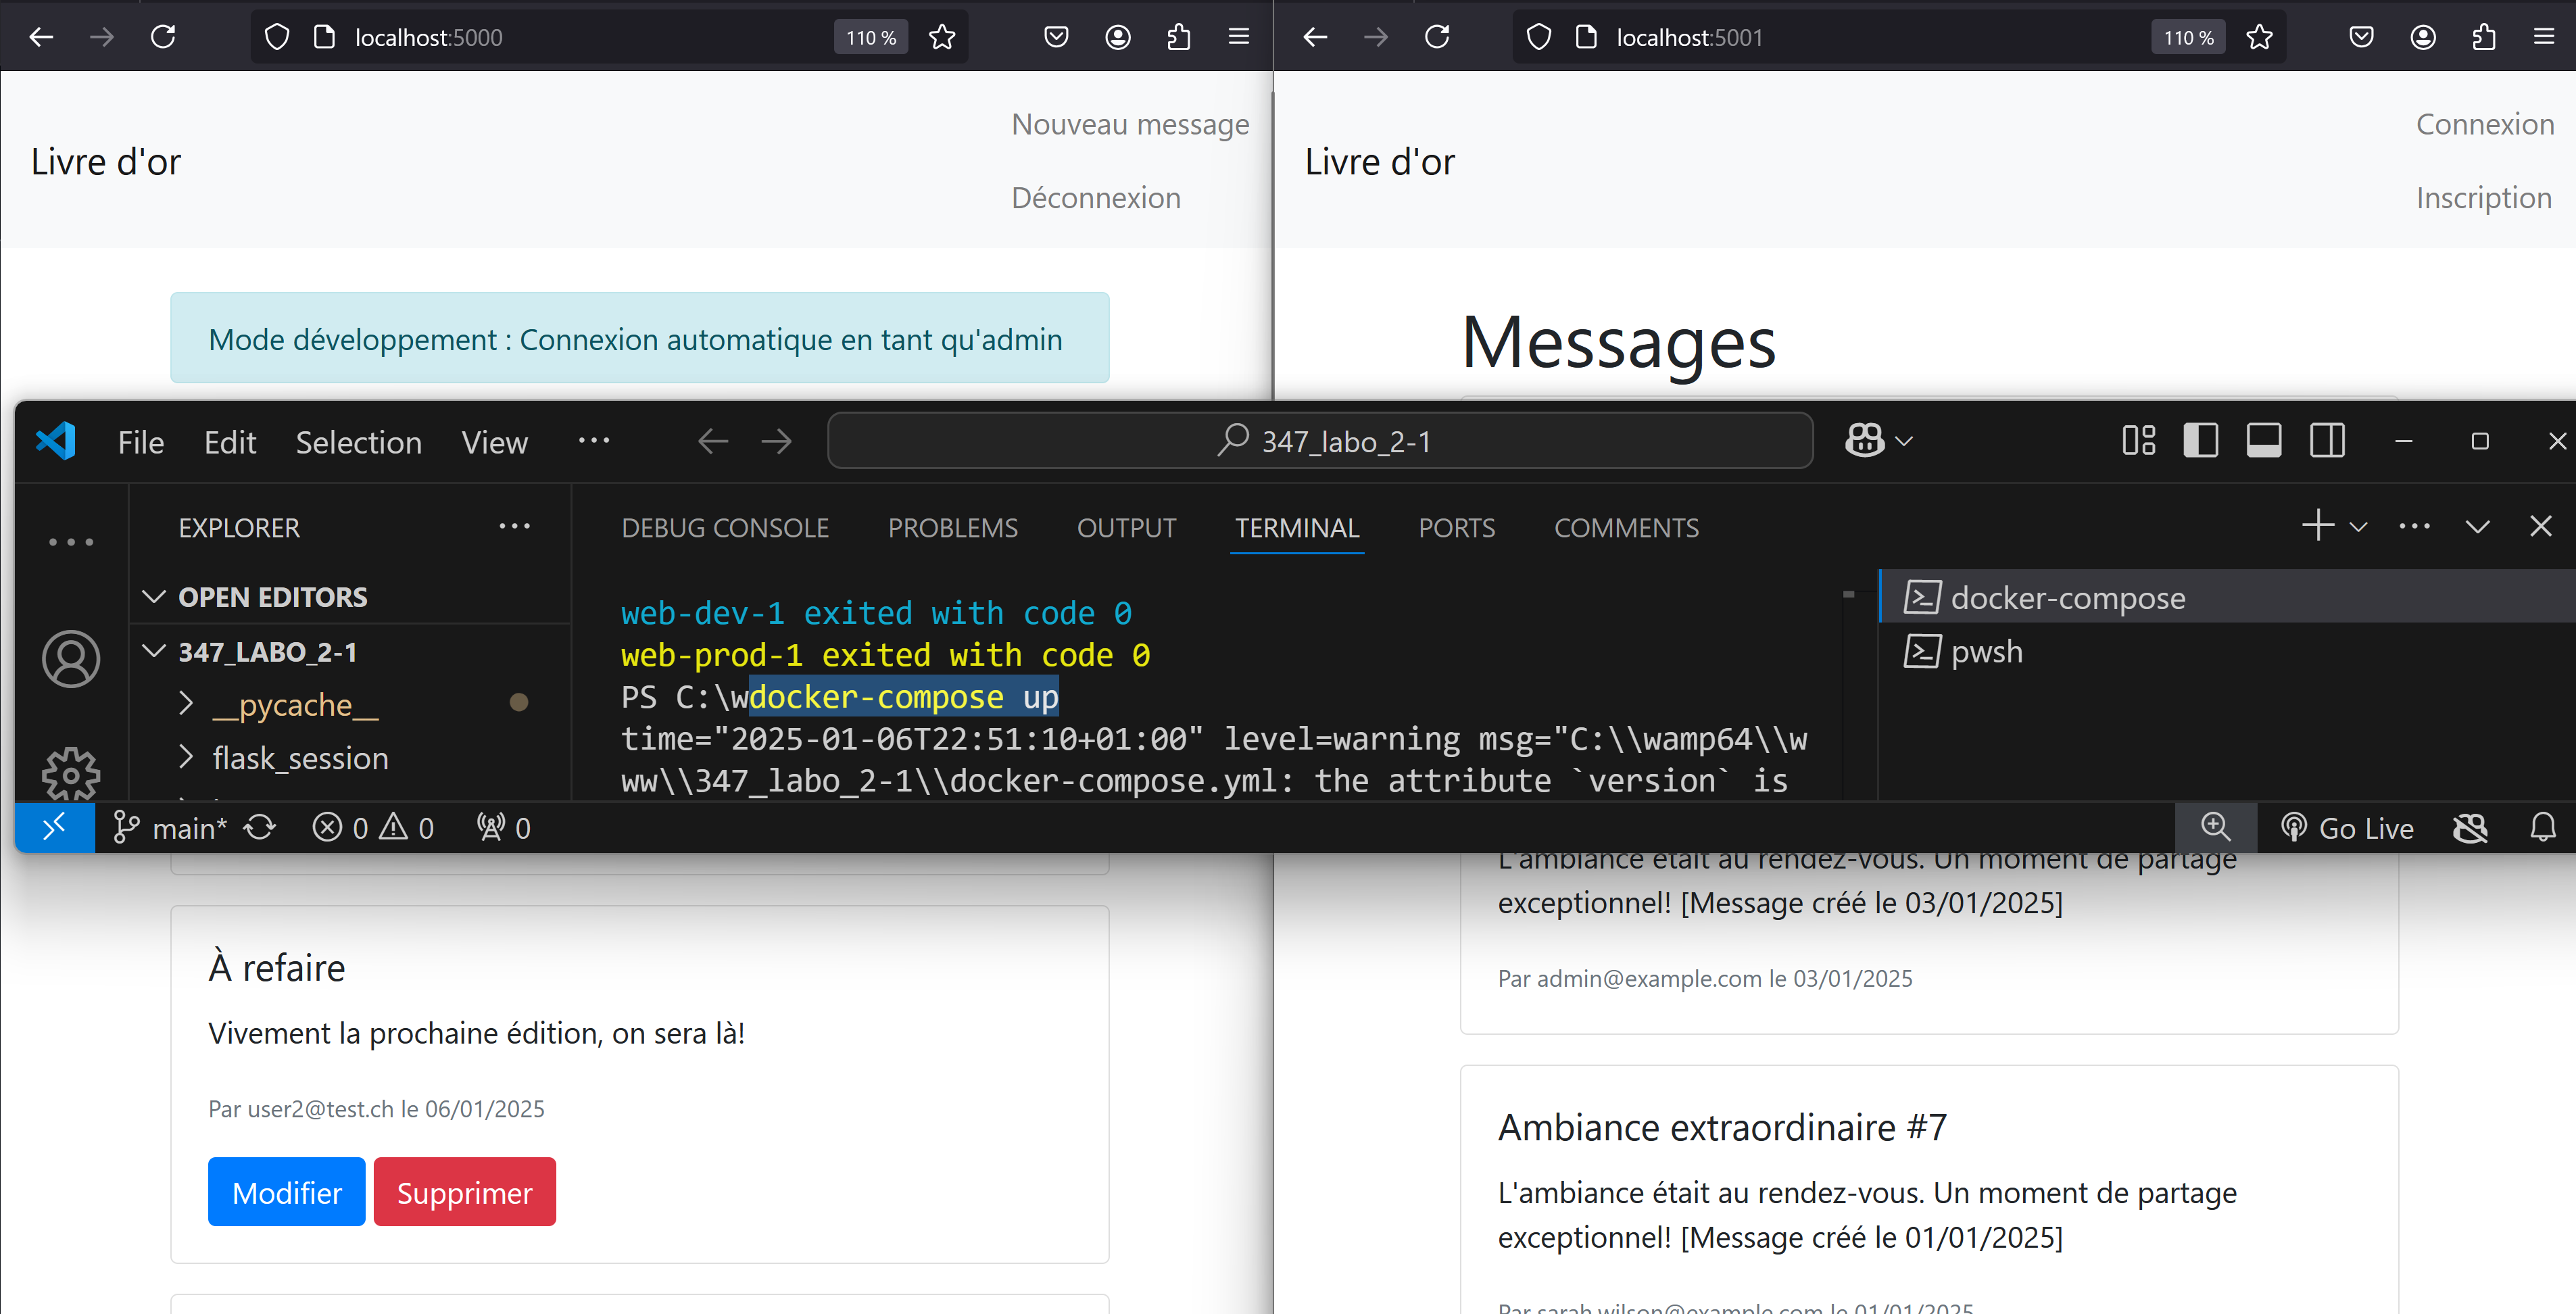 localhost:5000
110 %
localhost:5001
110 %
Livre d'or
Nouveau message
Déconnexion
Livre d'or
Connexion
Inscription
Mode développement : Connexion automatique en tant qu'admin
Messages
File Edit Selection View
347_labo_2-1
EXPLORER
OPEN EDITORS
347_LABO_2-1
__pycache__
flask_session
DEBUG CONSOLE PROBLEMS OUTPUT TERMINAL PORTS COMMENTS
web-dev-1 exited with code 0
web-prod-1 exited with code 0
PS C:\wdocker-compose up
time="2025-01-06T22:51:10+01:00" level=warning msg="C:\\wamp64\\w
ww\\347_labo_2-1\\docker-compose.yml: the attribute `version` is
docker-compose
pwsh
main* 0 0 0
Go Live
À refaire
Vivement la prochaine édition, on sera là!
Par user2@test.ch le 06/01/2025
Modifier Supprimer
L'ambiance était au rendez-vous. Un moment de partage
exceptionnel! [Message créé le 03/01/2025]
Par admin@example.com le 03/01/2025
Ambiance extraordinaire #7
L'ambiance était au rendez-vous. Un moment de partage
exceptionnel! [Message créé le 01/01/2025]
Par sarah.wilson@example.com le 01/01/2025